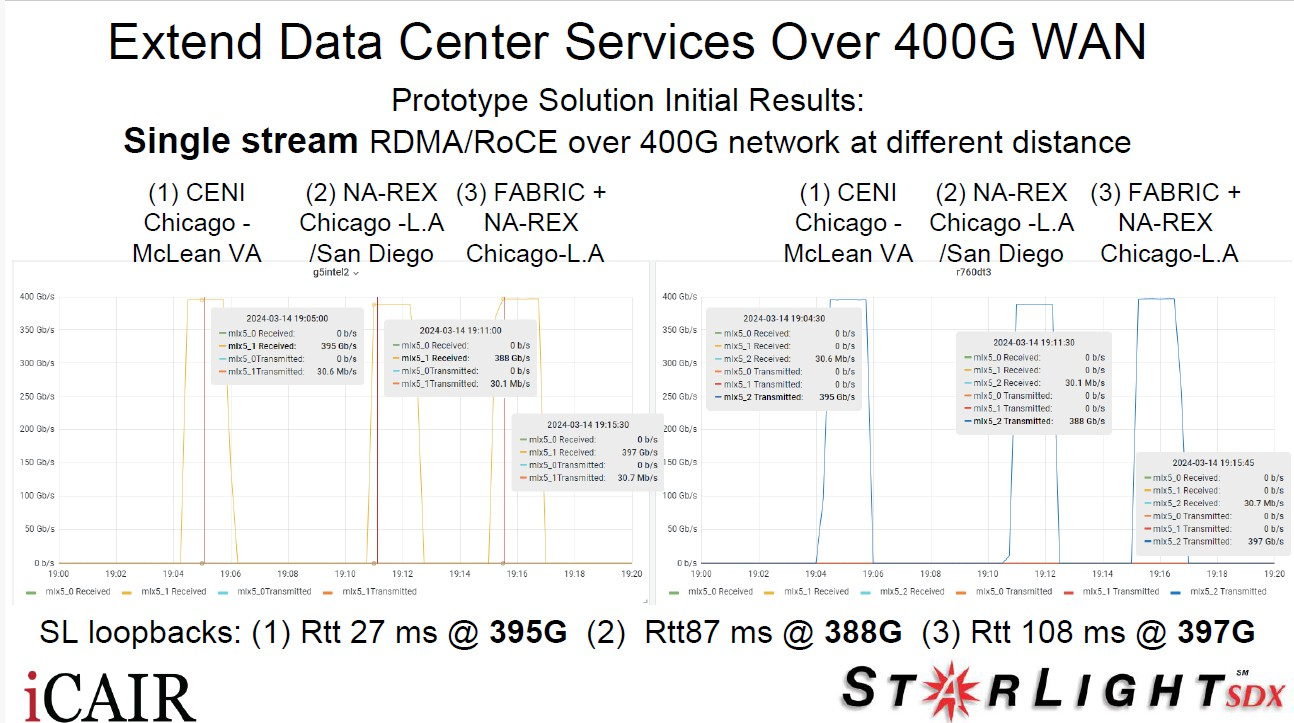 Extend Data Center Services Over 400G WAN
Prototype Solution Initial Results:
Single stream RDMA/RoCE over 400G network at different distance
(1) CENI
Chicago -
McLean VA
(2) NA-REX
Chicago -L.A
/San Diego
(3) FABRIC +
NA-REX
Chicago-L.A
(1) CENI
Chicago -
McLean VA
(2) NA-REX
Chicago -L.A
/San Diego
(3) FABRIC +
NA-REX
Chicago-L.A
g5intel2
400 Gb/s
350 Gb/s
300 Gb/s
250 Gb/s
200 Gb/s
150 Gb/s
100 Gb/s
50 Gb/s
0 b/s
19:00 19:02 19:04 19:06 19:08 19:10 19:12 19:14 19:16 19:18 19:20
2024-03-14 19:05:00
mlx5_0 Received: 0 b/s
mlx5_1 Received: 395 Gb/s
mlx5_0Transmitted: 0 b/s
mlx5_1Transmitted: 30.6 Mb/s
2024-03-14 19:11:00
mlx5_0 Received: 0 b/s
mlx5_1 Received: 388 Gb/s
mlx5_0Transmitted: 0 b/s
mlx5_1Transmitted: 30.1 Mb/s
2024-03-14 19:15:30
mlx5_0 Received: 0 b/s
mlx5_1 Received: 397 Gb/s
mlx5_0Transmitted: 0 b/s
mlx5_1Transmitted: 30.7 Mb/s
mlx5_0 Received mlx5_1 Received mlx5_0Transmitted mlx5_1Transmitted
r760dt3
400 Gb/s
350 Gb/s
300 Gb/s
250 Gb/s
200 Gb/s
150 Gb/s
100 Gb/s
50 Gb/s
0 b/s
19:00 19:02 19:04 19:06 19:08 19:10 19:12 19:14 19:16 19:18 19:20
2024-03-14 19:04:30
mlx5_0 Received: 0 b/s
mlx5_1 Received: 0 b/s
mlx5_2 Received: 30.6 Mb/s
mlx5_0 Transmitted: 0 b/s
mlx5_1 Transmitted: 0 b/s
mlx5_2 Transmitted: 395 Gb/s
2024-03-14 19:11:30
mlx5_0 Received: 0 b/s
mlx5_1 Received: 0 b/s
mlx5_2 Received: 30.1 Mb/s
mlx5_0 Transmitted: 0 b/s
mlx5_1 Transmitted: 0 b/s
mlx5_2 Transmitted: 388 Gb/s
2024-03-14 19:15:45
mlx5_0 Received: 0 b/s
mlx5_1 Received: 0 b/s
mlx5_2 Received: 30.7 Mb/s
mlx5_0 Transmitted: 0 b/s
mlx5_1 Transmitted: 0 b/s
mlx5_2 Transmitted: 397 Gb/s
mlx5_0 Received mlx5_1 Received mlx5_2 Received mlx5_0 Transmitted mlx5_1 Transmitted mlx5_2 Transmitted
SL loopbacks: (1) Rtt 27 ms @ 395G (2) Rtt87 ms @ 388G (3) Rtt 108 ms @ 397G
iCAIR
STARLIGHT SM SDX